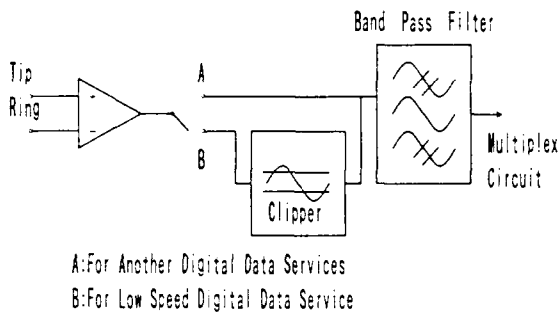 Band Pass Filter
Tip
A
Ring
+
−
B
Multiplex
Circuit
Clipper
A:For Another Digital Data Services
B:For Low Speed Digital Data Service